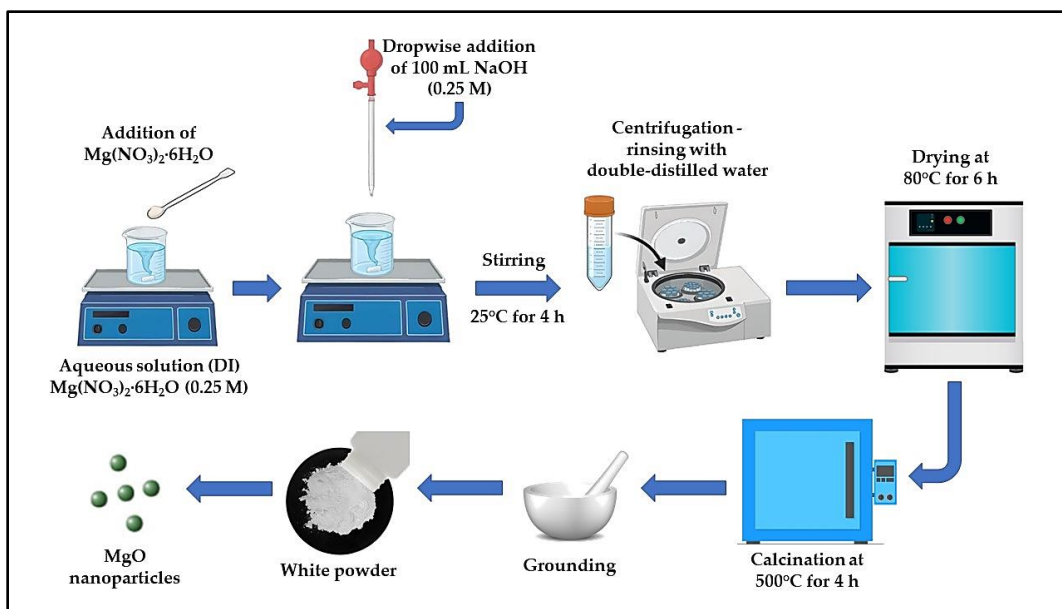 Addition of
Mg(NO₃)₂·6H₂O
Aqueous solution (DI)
Mg(NO₃)₂·6H₂O (0.25 M)
Dropwise addition
of 100 mL NaOH
(0.25 M)
Stirring
25°C for 4 h
Centrifugation -
rinsing with
double-distilled water
Drying at
80°C for 6 h
Calcination at
500°C for 4 h
Grounding
White powder
MgO
nanoparticles